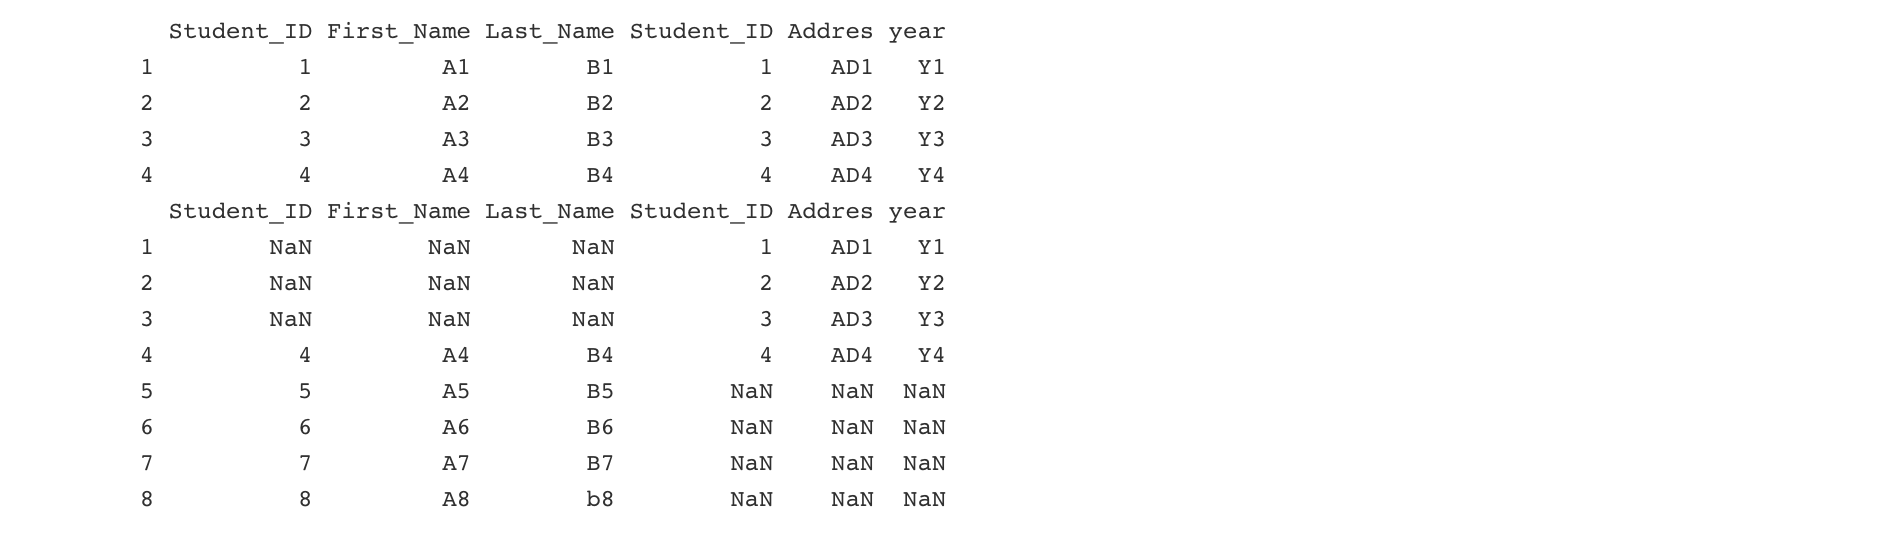 Student_ID First_Name Last_Name Student_ID Addres year
1 1 A1 B1 1 AD1 Y1
2 2 A2 B2 2 AD2 Y2
3 3 A3 B3 3 AD3 Y3
4 4 A4 B4 4 AD4 Y4
Student_ID First_Name Last_Name Student_ID Addres year
1 NaN NaN NaN 1 AD1 Y1
2 NaN NaN NaN 2 AD2 Y2
3 NaN NaN NaN 3 AD3 Y3
4 4 A4 B4 4 AD4 Y4
5 5 A5 B5 NaN NaN NaN
6 6 A6 B6 NaN NaN NaN
7 7 A7 B7 NaN NaN NaN
8 8 A8 b8 NaN NaN NaN